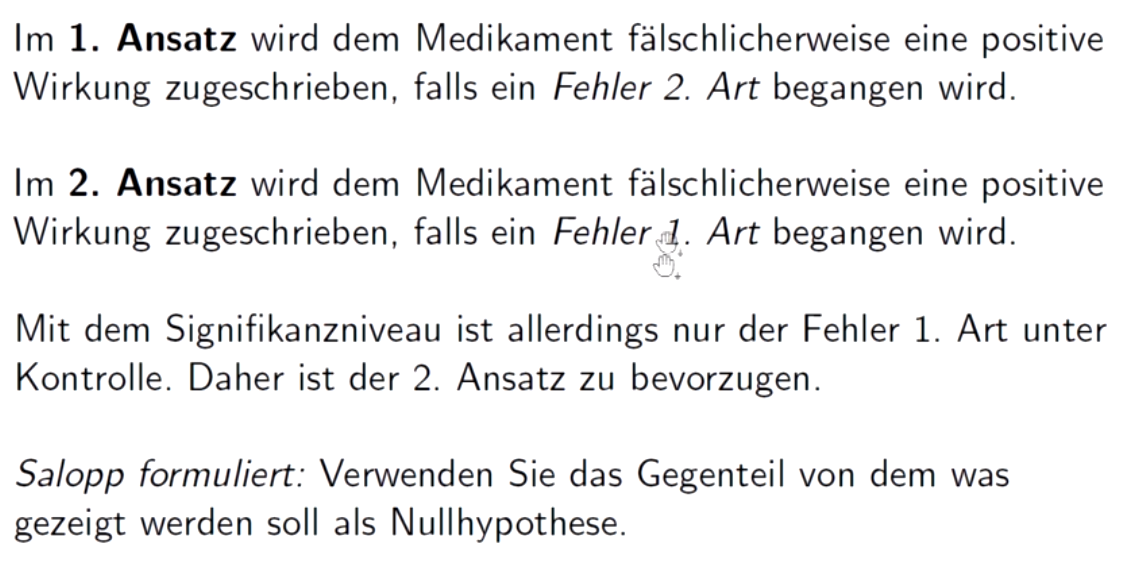 Im 1. Ansatz wird dem Medikament fälschlicherweise eine positive
Wirkung zugeschrieben, falls ein Fehler 2. Art begangen wird.
Im 2. Ansatz wird dem Medikament fälschlicherweise eine positive
Wirkung zugeschrieben, falls ein Fehler 1. Art begangen wird.
Mit dem Signifikanzniveau ist allerdings nur der Fehler 1. Art unter
Kontrolle. Daher ist der 2. Ansatz zu bevorzugen.
Salopp formuliert: Verwenden Sie das Gegenteil von dem was
gezeigt werden soll als Nullhypothese.